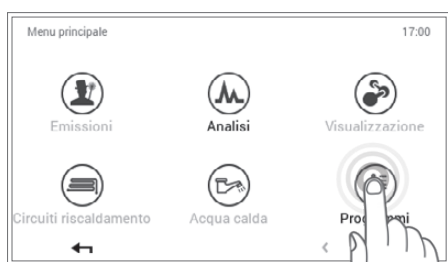 Menu principale 17:00
Emissioni Analisi Visualizzazione
Circuiti riscaldamento Acqua calda